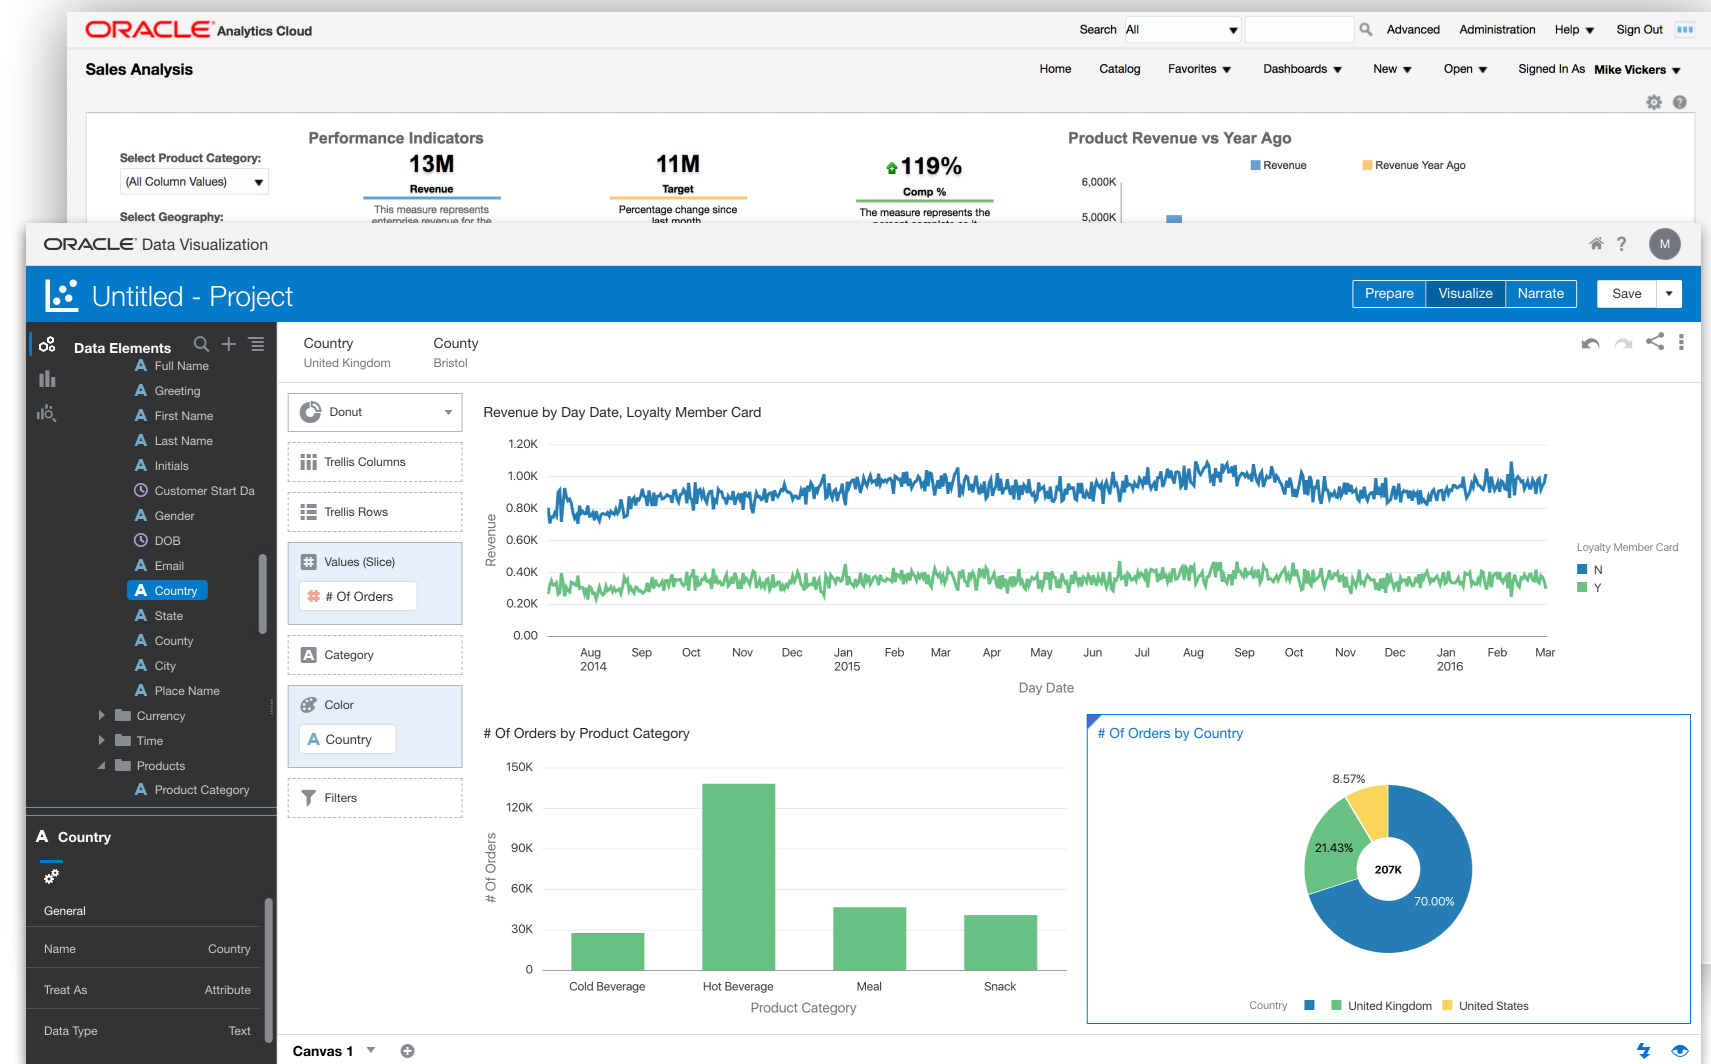 ORACLE Analytics Cloud
Search All Advanced Administration Help Sign Out
Sales Analysis
Home Catalog Favorites Dashboards New Open Signed In As Mike Vickers
Performance Indicators
Product Revenue vs Year Ago
Select Product Category:
(All Column Values)
Select Geography:
13M
Revenue
This measure represents
enterprise revenue for the
11M
Target
Percentage change since
last month
119%
Comp %
The measure represents the
percent complete as it
Revenue Revenue Year Ago
6,000K
5,000K
ORACLE Data Visualization
? M
Untitled - Project
Prepare Visualize Narrate Save
Data Elements
A Full Name
A Greeting
A First Name
A Last Name
A Initials
Customer Start Da
A Gender
DOB
A Email
A Country
A State
A County
A City
A Place Name
Currency
Time
Products
A Product Category
A Country
General
Name Country
Treat As Attribute
Data Type Text
Country County
United Kingdom Bristol
Donut
Trellis Columns
Trellis Rows
# Values (Slice)
# # Of Orders
A Category
Color
A Country
Filters
Revenue by Day Date, Loyalty Member Card
1.20K
1.00K
0.80K
0.60K
0.40K
0.20K
0.00
Revenue
Aug Sep Oct Nov Dec Jan Feb Mar Apr May Jun Jul Aug Sep Oct Nov Dec Jan Feb Mar
2014 2015 2016
Day Date
Loyalty Member Card
N
Y
# Of Orders by Product Category
150K
120K
90K
60K
30K
0
# Of Orders
Cold Beverage Hot Beverage Meal Snack
Product Category
# Of Orders by Country
8.57%
21.43%
207K
70.00%
Country United Kingdom United States
Canvas 1